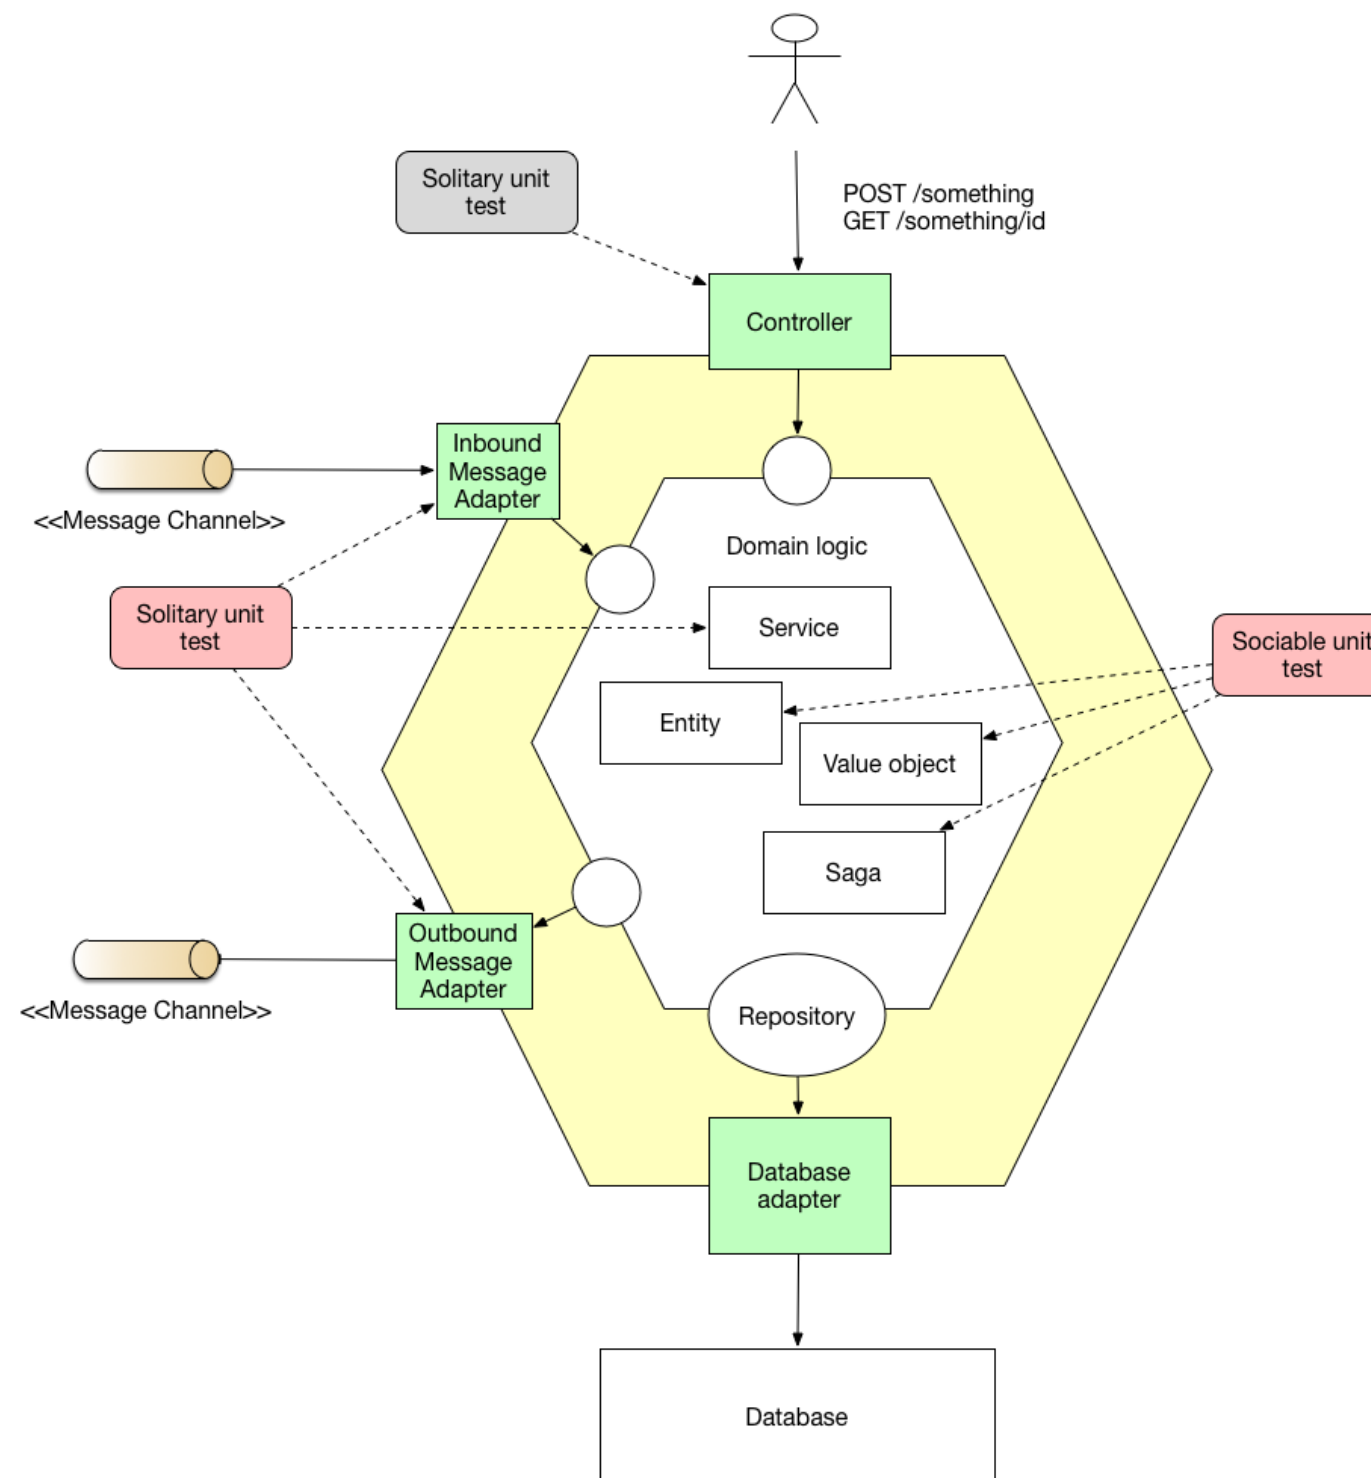 Solitary unit
test
POST /something
GET /something/id
Controller
Inbound
Message
Adapter
<<Message Channel>>
Domain logic
Solitary unit
test
Service
Sociable unit
test
Entity
Value object
Saga
Outbound
Message
Adapter
<<Message Channel>>
Repository
Database
adapter
Database